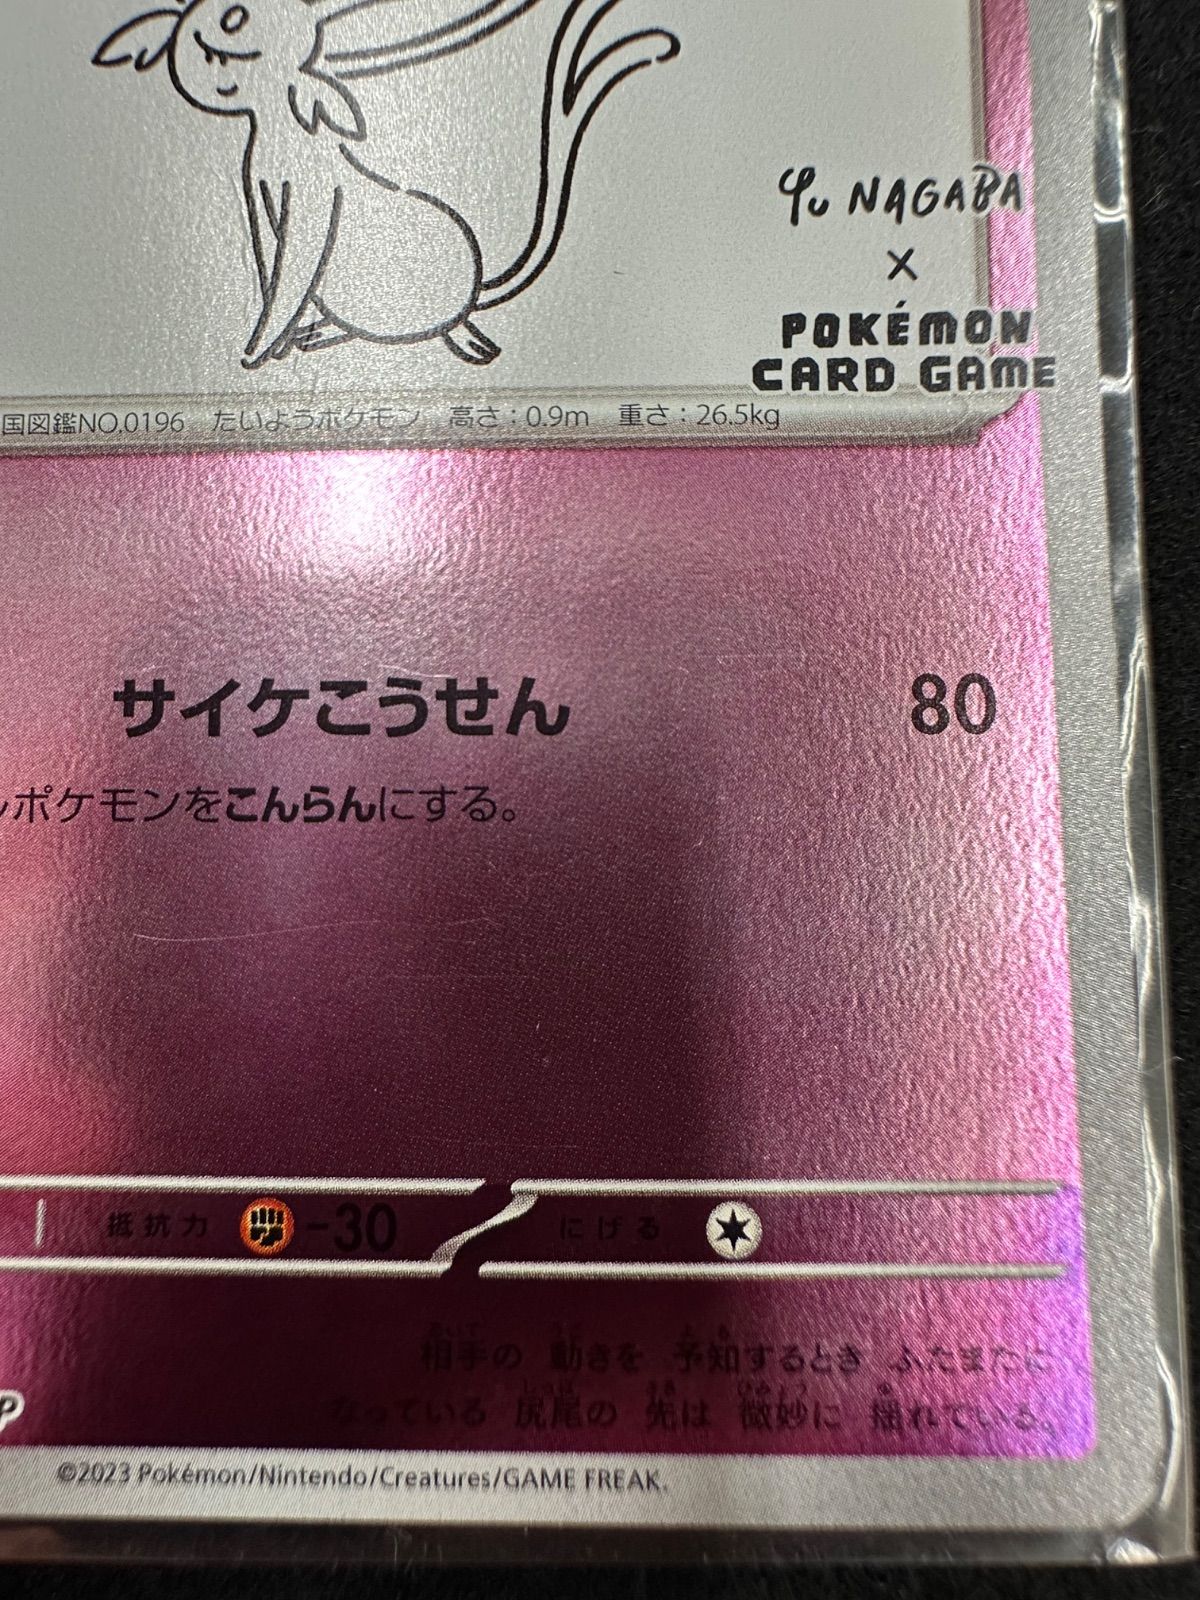 Yu NAGABA
×
POKÉMON
CARD GAME
国図鑑NO.0196 たいようポケモン 高さ:0.9m 重さ:26.5kg
サイケこうせん 80
ポケモンをこんらんにする。
抵抗力 -30 にげる
相手の 動きを 予知するとき ふたまたに
なっている 尻尾の 先は 微妙に 揺れている。
P
©2023 Pokémon/Nintendo/Creatures/GAME FREAK.